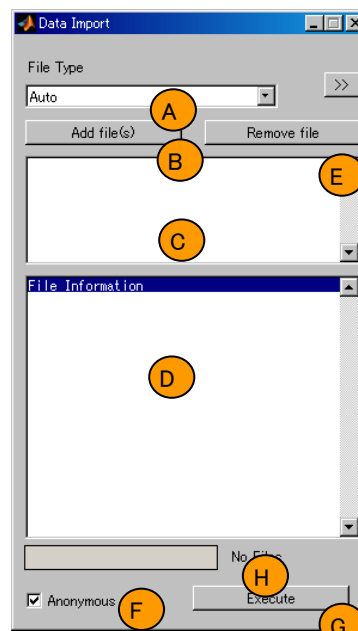 Data Import
File Type
>>
Auto
A
Add file(s)
Remove file
B
E
C
File Information
D
No Files
H
Anonymous
F
Execute
G